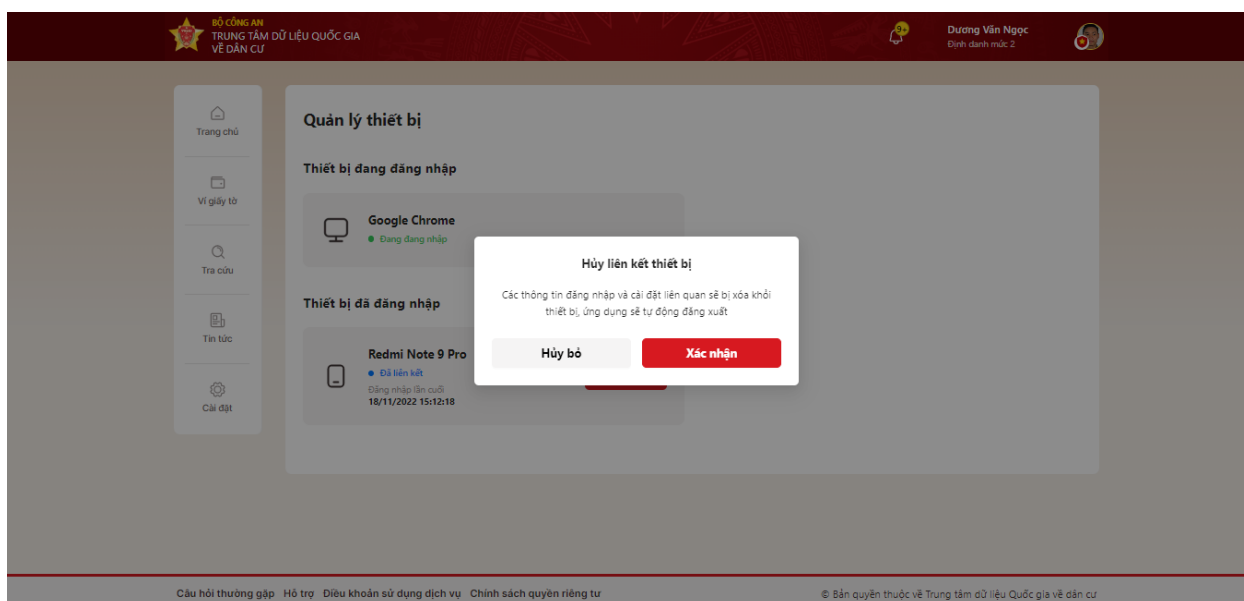 BỘ CÔNG AN
TRUNG TÂM DỮ LIỆU QUỐC GIA
VỀ DÂN CƯ
9+
Dương Văn Ngọc
Định danh mức 2
Trang chủ
Ví giấy tờ
Tra cứu
Tin tức
Cài đặt
Quản lý thiết bị
Thiết bị đang đăng nhập
Google Chrome
Đang đang nhập
Thiết bị đã đăng nhập
Redmi Note 9 Pro
Đã liên kết
Đăng nhập lần cuối
18/11/2022 15:12:18
Hủy liên kết thiết bị
Các thông tin đăng nhập và cài đặt liên quan sẽ bị xóa khỏi
thiết bị, ứng dụng sẽ tự động đăng xuất
Hủy bỏ
Xác nhận
Câu hỏi thường gặp Hỗ trợ Điều khoản sử dụng dịch vụ Chính sách quyền riêng tư
© Bản quyền thuộc về Trung tâm dữ liệu Quốc gia về dân cư